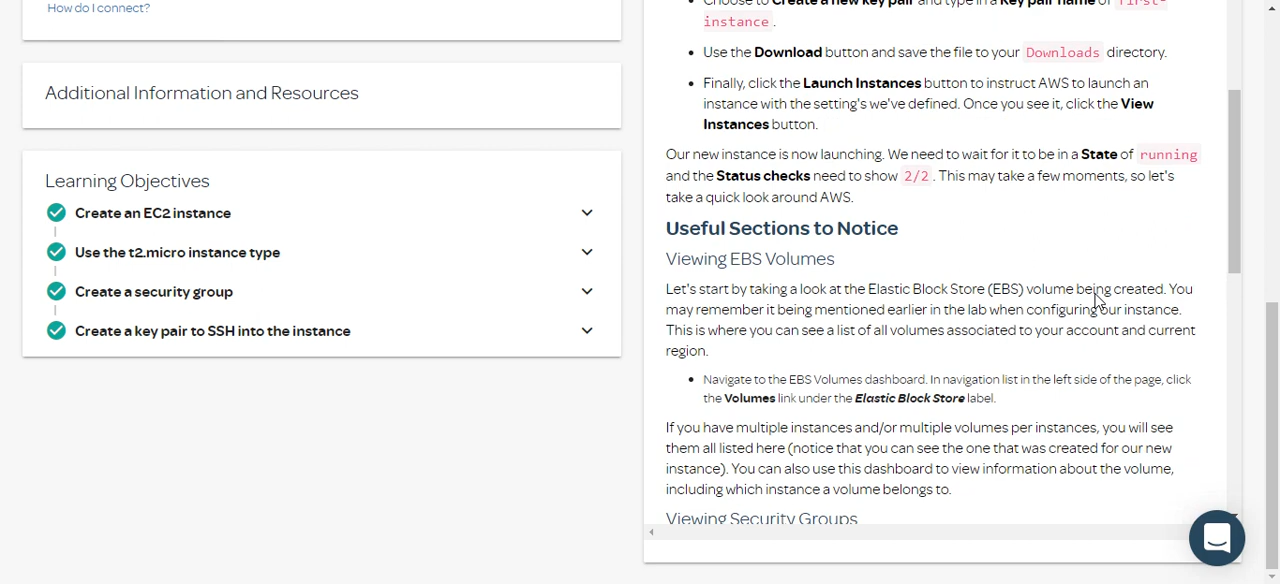 How do I connect?
Additional Information and Resources
Learning Objectives
Create an EC2 instance
Use the t2.micro instance type
Create a security group
Create a key pair to SSH into the instance
Choose to Create a new key pair and type in a Key pair name of first-
instance.
Use the Download button and save the file to your Downloads directory.
Finally, click the Launch Instances button to instruct AWS to launch an
instance with the setting's we've defined. Once you see it, click the View
Instances button.
Our new instance is now launching. We need to wait for it to be in a State of running
and the Status checks need to show 2/2. This may take a few moments, so let's
take a quick look around AWS.
Useful Sections to Notice
Viewing EBS Volumes
Let's start by taking a look at the Elastic Block Store (EBS) volume being created. You
may remember it being mentioned earlier in the lab when configuring our instance.
This is where you can see a list of all volumes associated to your account and current
region.
Navigate to the EBS Volumes dashboard. In navigation list in the left side of the page, click
the Volumes link under the Elastic Block Store label.
If you have multiple instances and/or multiple volumes per instances, you will see
them all listed here (notice that you can see the one that was created for our new
instance). You can also use this dashboard to view information about the volume,
including which instance a volume belongs to.
Viewing Security Groups